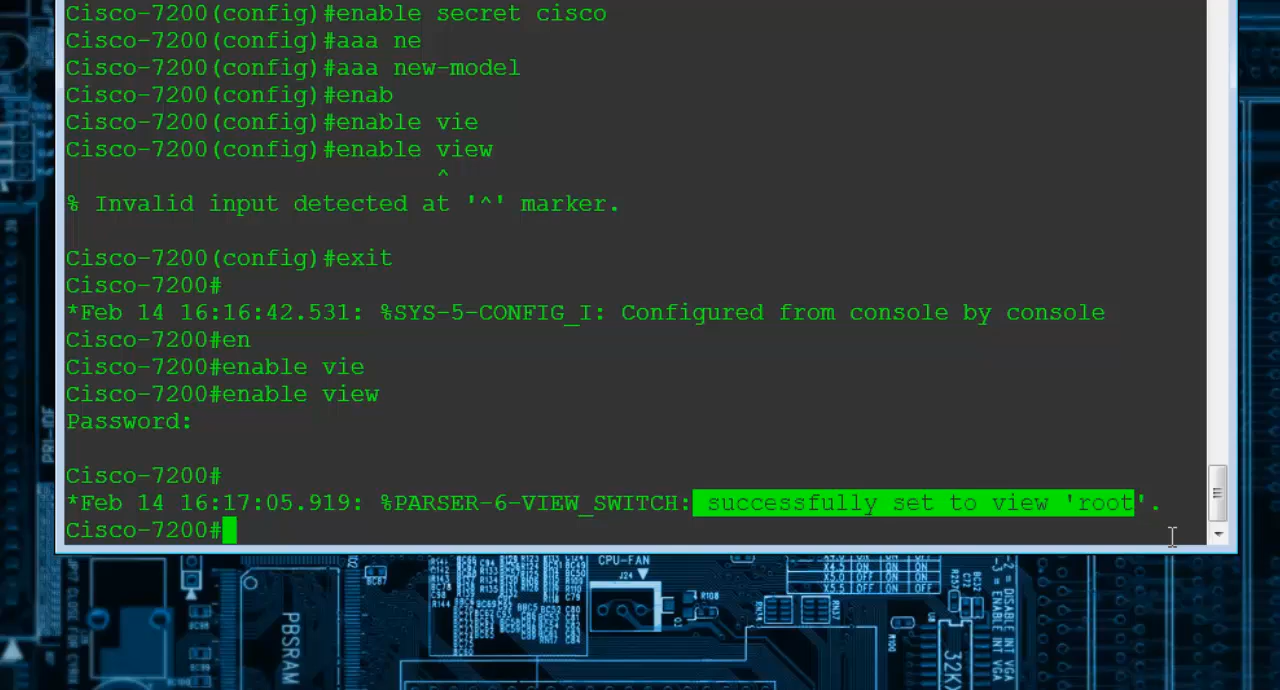 Cisco-7200(config)#enable secret cisco
Cisco-7200(config)#aaa ne
Cisco-7200(config)#aaa new-model
Cisco-7200(config)#enab
Cisco-7200(config)#enable vie
Cisco-7200(config)#enable view
^
% Invalid input detected at '^' marker.
Cisco-7200(config)#exit
Cisco-7200#
*Feb 14 16:16:42.531: %SYS-5-CONFIG_I: Configured from console by console
Cisco-7200#en
Cisco-7200#enable vie
Cisco-7200#enable view
Password:
Cisco-7200#
*Feb 14 16:17:05.919: %PARSER-6-VIEW_SWITCH: successfully set to view 'root'.
Cisco-7200#
CPU-FAN
J24
PBSRAM